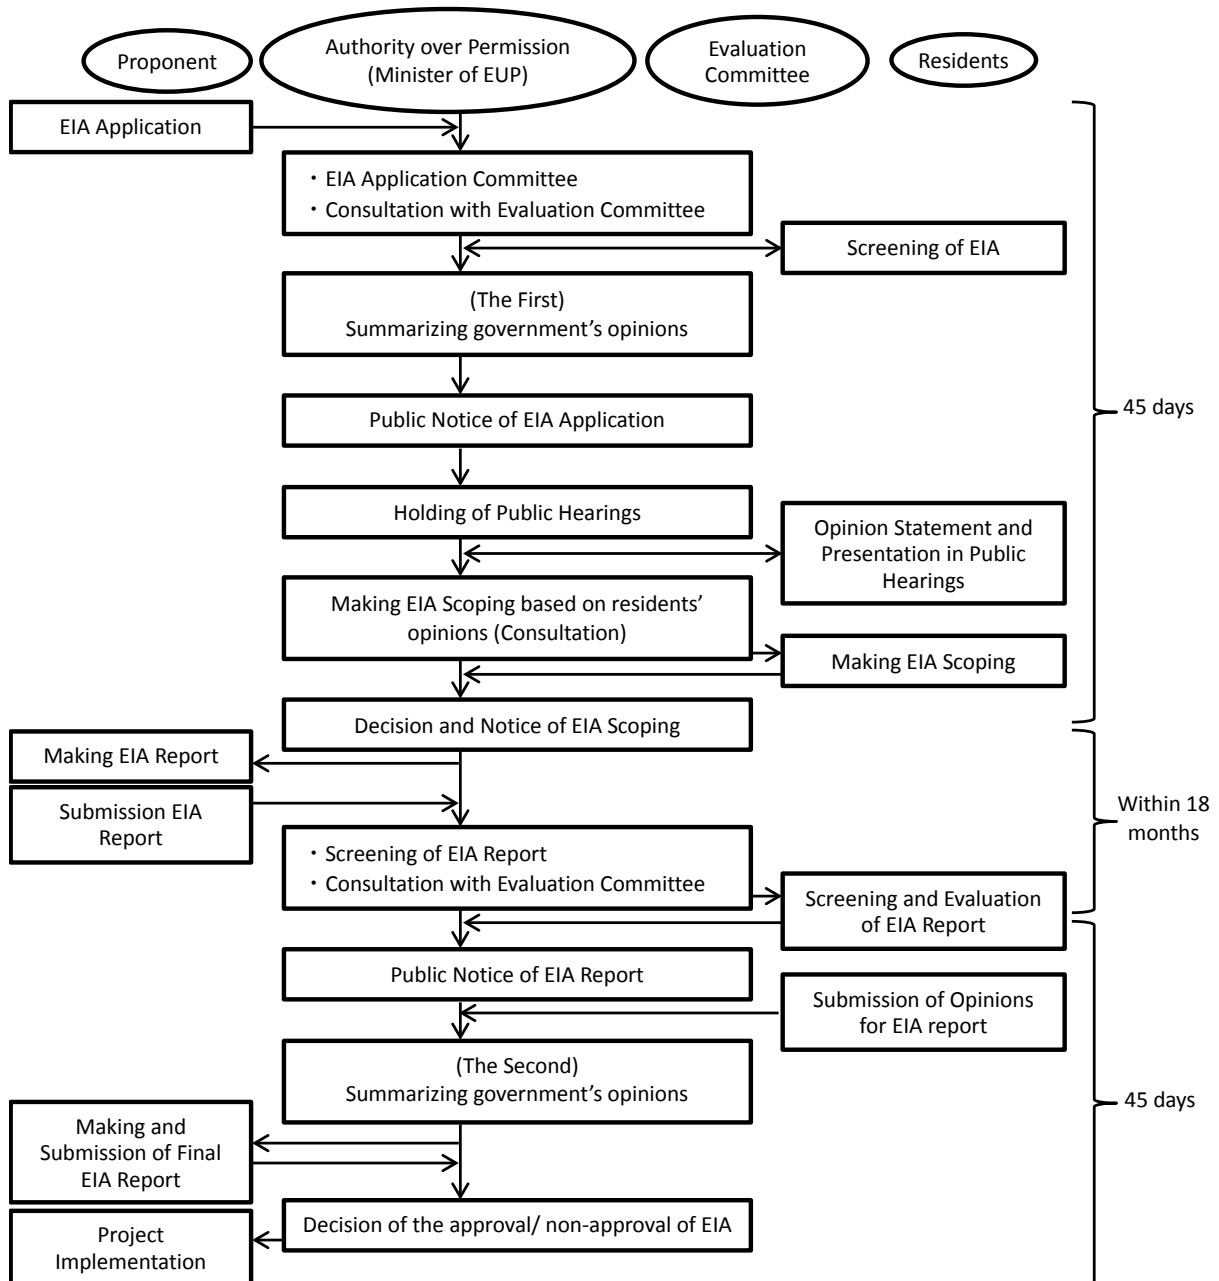 Proponent
Authority over Permission
(Minister of EUP)
Evaluation
Committee
Residents
EIA Application
・EIA Application Committee
・Consultation with Evaluation Committee
Screening of EIA
(The First)
Summarizing government’s opinions
Public Notice of EIA Application
45 days
Holding of Public Hearings
Opinion Statement and
Presentation in Public
Hearings
Making EIA Scoping based on residents’
opinions (Consultation)
Making EIA Scoping
Decision and Notice of EIA Scoping
Making EIA Report
Submission EIA
Report
Within 18
months
・Screening of EIA Report
・Consultation with Evaluation Committee
Screening and Evaluation
of EIA Report
Public Notice of EIA Report
Submission of Opinions
for EIA report
(The Second)
Summarizing government’s opinions
45 days
Making and
Submission of Final
EIA Report
Decision of the approval/ non-approval of EIA
Project
Implementation